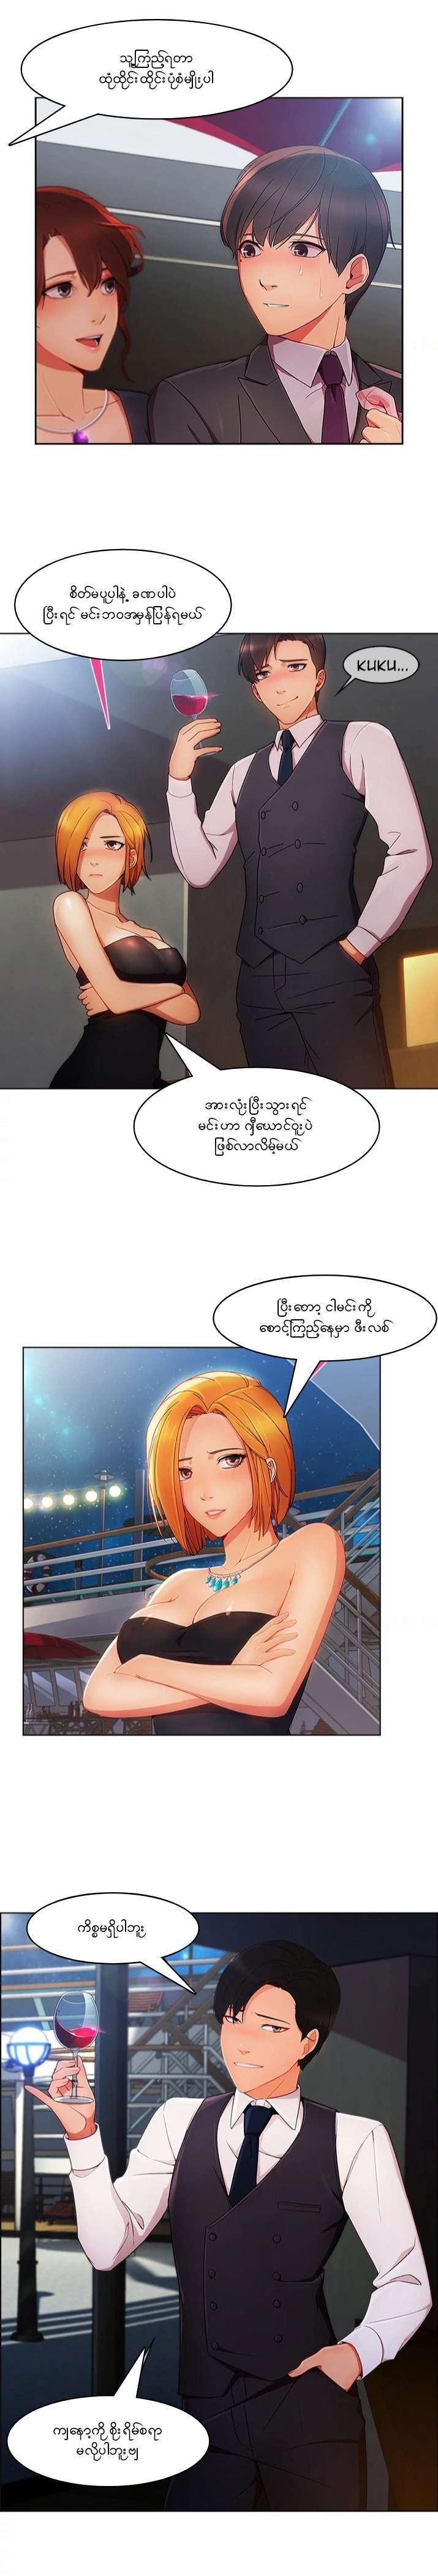 သူ့ကြည့်ရတာ
ထုံထိုင်းထိုင်းပုံစံမျိုးပါ
စိတ်မပူပါနဲ့ ခဏပါပဲ
ပြီးရင် မင်းဘဝအမှန်ပြန်ရမယ်
KUKU...
အားလုံးပြီးသွားရင်
မင်းဟာ ဂျီယောင်ဝူးပဲ
ဖြစ်လာလိမ့်မယ်
ပြီးတော့ ငါမင်းကို
စောင့်ကြည့်နေမှာ ဖီးလစ်
ကိစ္စမရှိပါဘူး
ကျနော့ကို စိုးရိမ်စရာ
မလိုပါဘူးဗျ